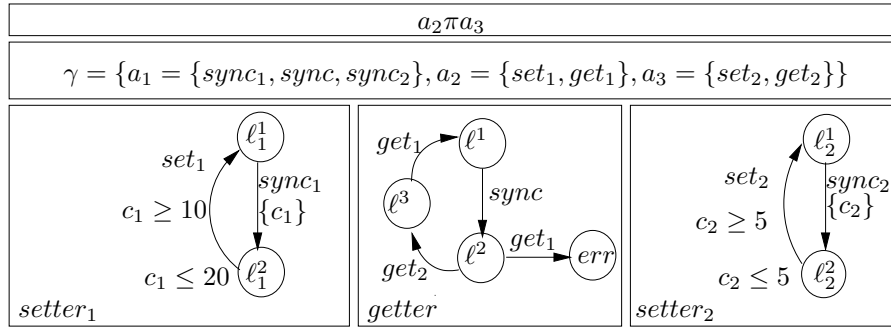 a₂πa₃
γ = {a₁ = {sync₁, sync, sync₂}, a₂ = {set₁, get₁}, a₃ = {set₂, get₂}}
ℓ₁¹
set₁
sync₁
{c₁}
c₁ ≥ 10
c₁ ≤ 20
ℓ₁²
setter₁
get₁
ℓ¹
ℓ³
sync
ℓ²
get₁
err
get₂
getter
ℓ₂¹
set₂
sync₂
{c₂}
c₂ ≥ 5
c₂ ≤ 5
ℓ₂²
setter₂